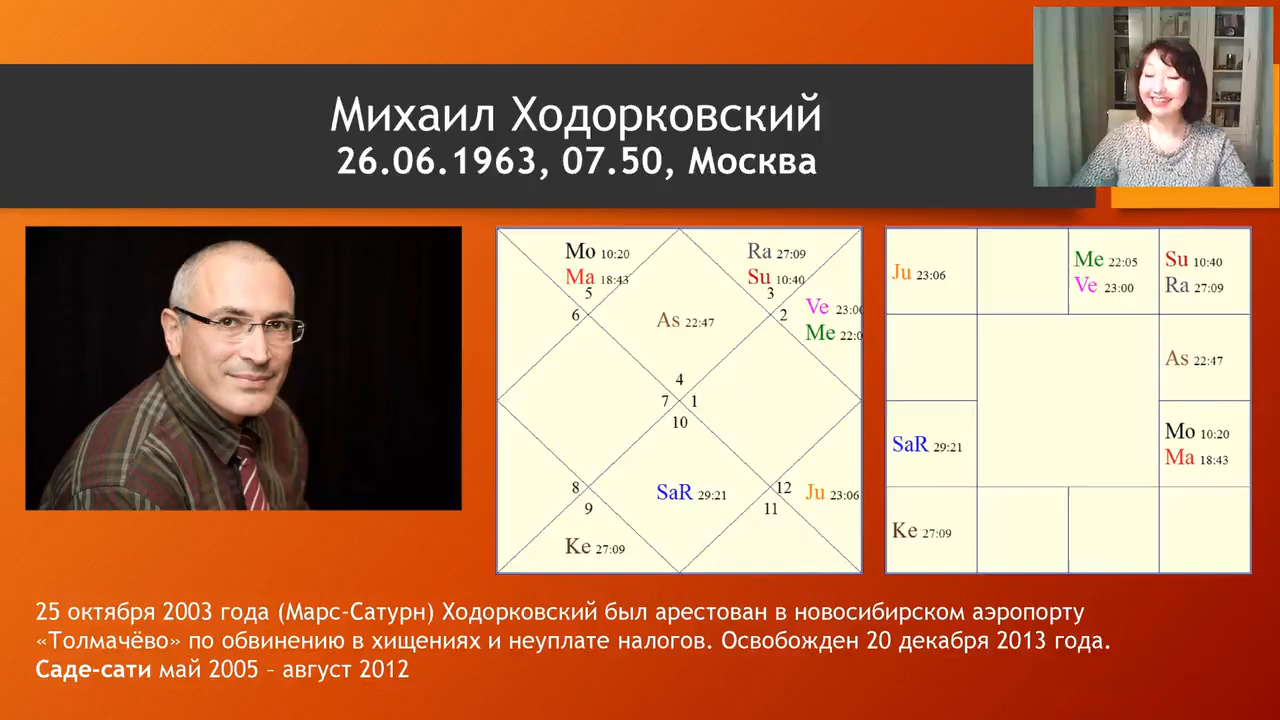 Михаил Ходорковский
26.06.1963, 07.50, Москва
Mo 10:20
Ma 18:43
5
6
Ra 27:09
Su 10:40
3
2
Ve
Me
As 22:47
4
7 1
10
8
9
SaR 29:21
12
11
Ju 23:06
Ke 27:09
Ju 23:06
Me 22:05
Ve 23:00
Su 10:40
Ra 27:09
As 22:47
SaR 29:21
Mo 10:20
Ma 18:43
Ke 27:09
25 октября 2003 года (Марс-Сатурн) Ходорковский был арестован в новосибирском аэропорту
«Толмачёво» по обвинению в хищениях и неуплате налогов. Освобожден 20 декабря 2013 года.
Саде-сати май 2005 – август 2012